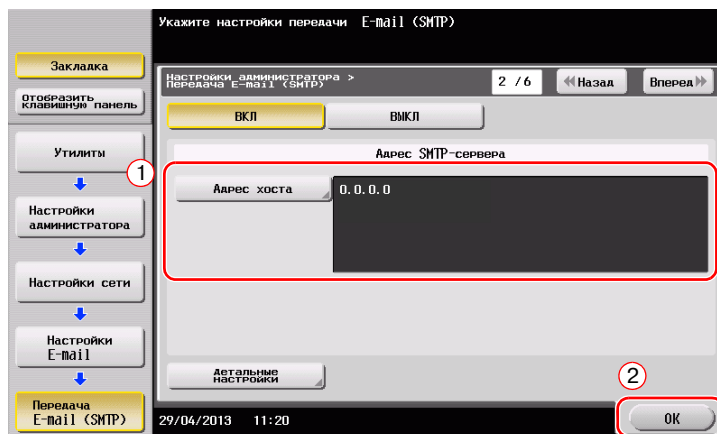 Укажите настройки передачи E-mail (SMTP)
Закладка
Отобразить
клавишную панель
Утилиты
Настройки
администратора
Настройки сети
Настройки
E-mail
Передача
E-mail (SMTP)
Настройки администратора >
Передача E-mail (SMTP)
2 /6
Назад
Вперед
ВКЛ
ВЫКЛ
Адрес SMTP-сервера
1
Адрес хоста
0.0.0.0
Детальные
настройки
2
29/04/2013 11:20
OK